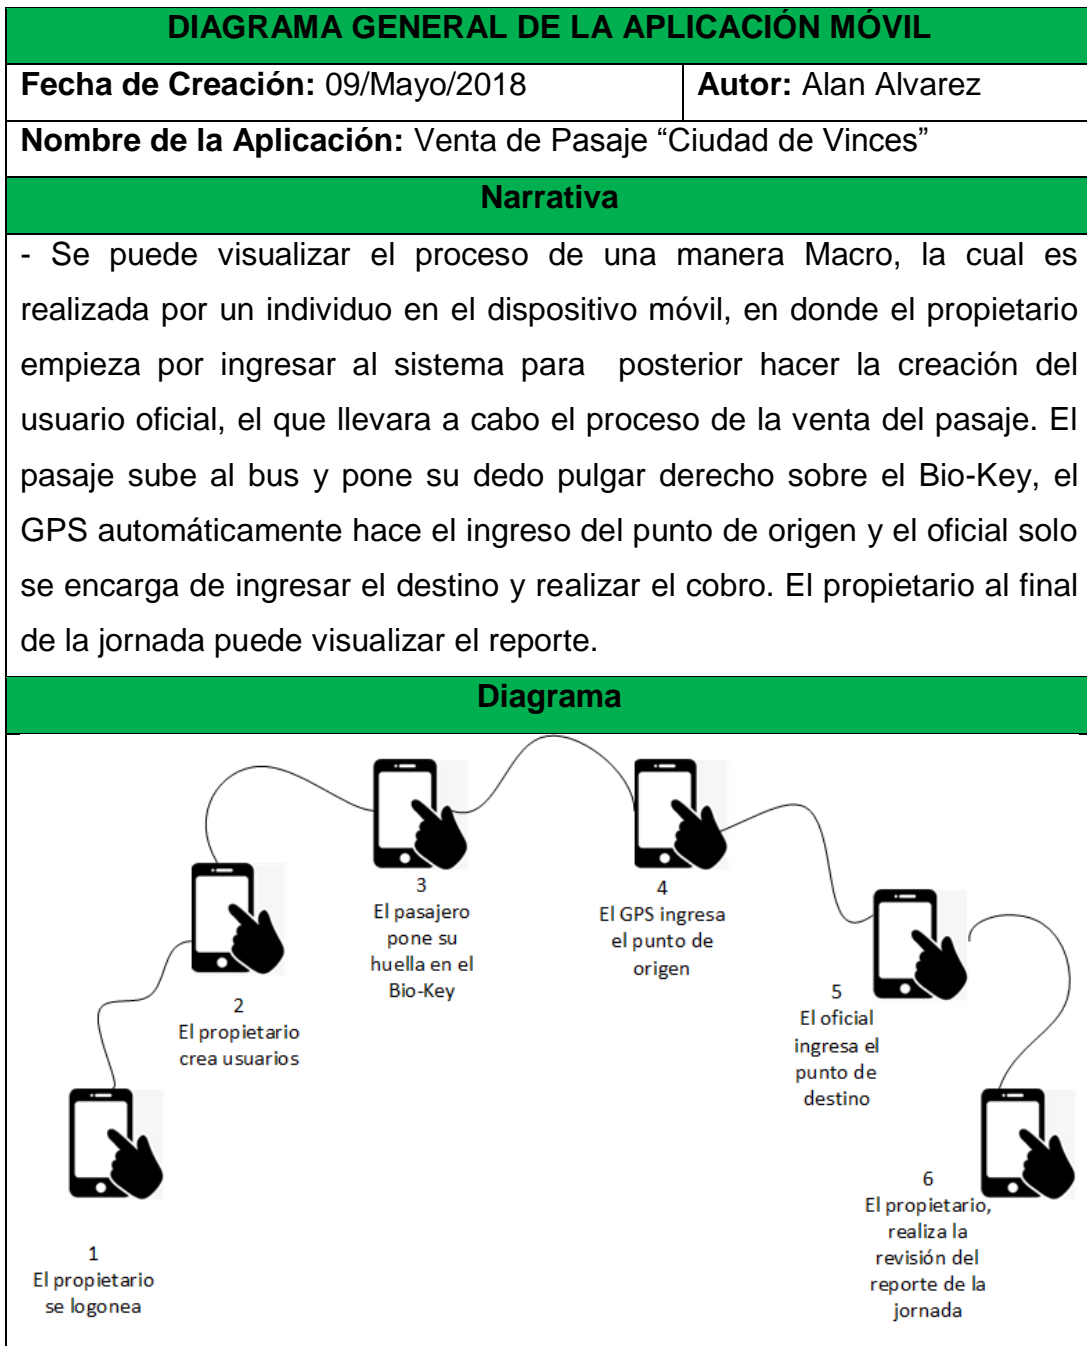 DIAGRAMA GENERAL DE LA APLICACIÓN MÓVIL
Fecha de Creación: 09/Mayo/2018
Autor: Alan Alvarez
Nombre de la Aplicación: Venta de Pasaje “Ciudad de Vinces”
Narrativa
- Se puede visualizar el proceso de una manera Macro, la cual es
realizada por un individuo en el dispositivo móvil, en donde el propietario
empieza por ingresar al sistema para posterior hacer la creación del
usuario oficial, el que llevara a cabo el proceso de la venta del pasaje. El
pasaje sube al bus y pone su dedo pulgar derecho sobre el Bio-Key, el
GPS automáticamente hace el ingreso del punto de origen y el oficial solo
se encarga de ingresar el destino y realizar el cobro. El propietario al final
de la jornada puede visualizar el reporte.
Diagrama
1
El propietario
se logonea
2
El propietario
crea usuarios
3
El pasajero
pone su
huella en el
Bio-Key
4
El GPS ingresa
el punto de
origen
5
El oficial
ingresa el
punto de
destino
6
El propietario,
realiza la
revisión del
reporte de la
jornada